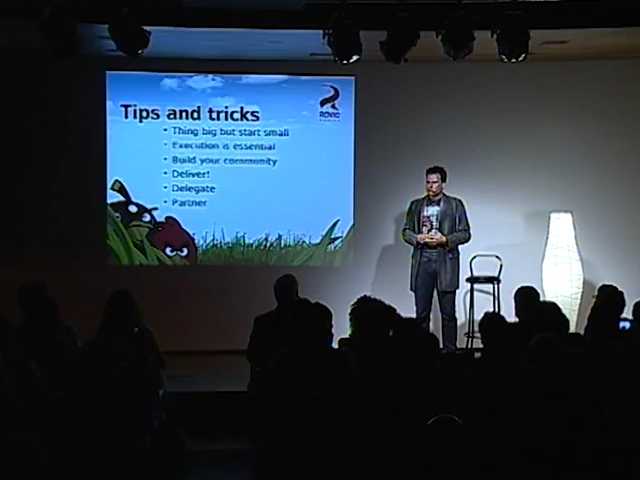 Tips and tricks
ROVIO
• Thing big but start small
• Execution is essential
• Build your community
• Deliver!
• Delegate
• Partner